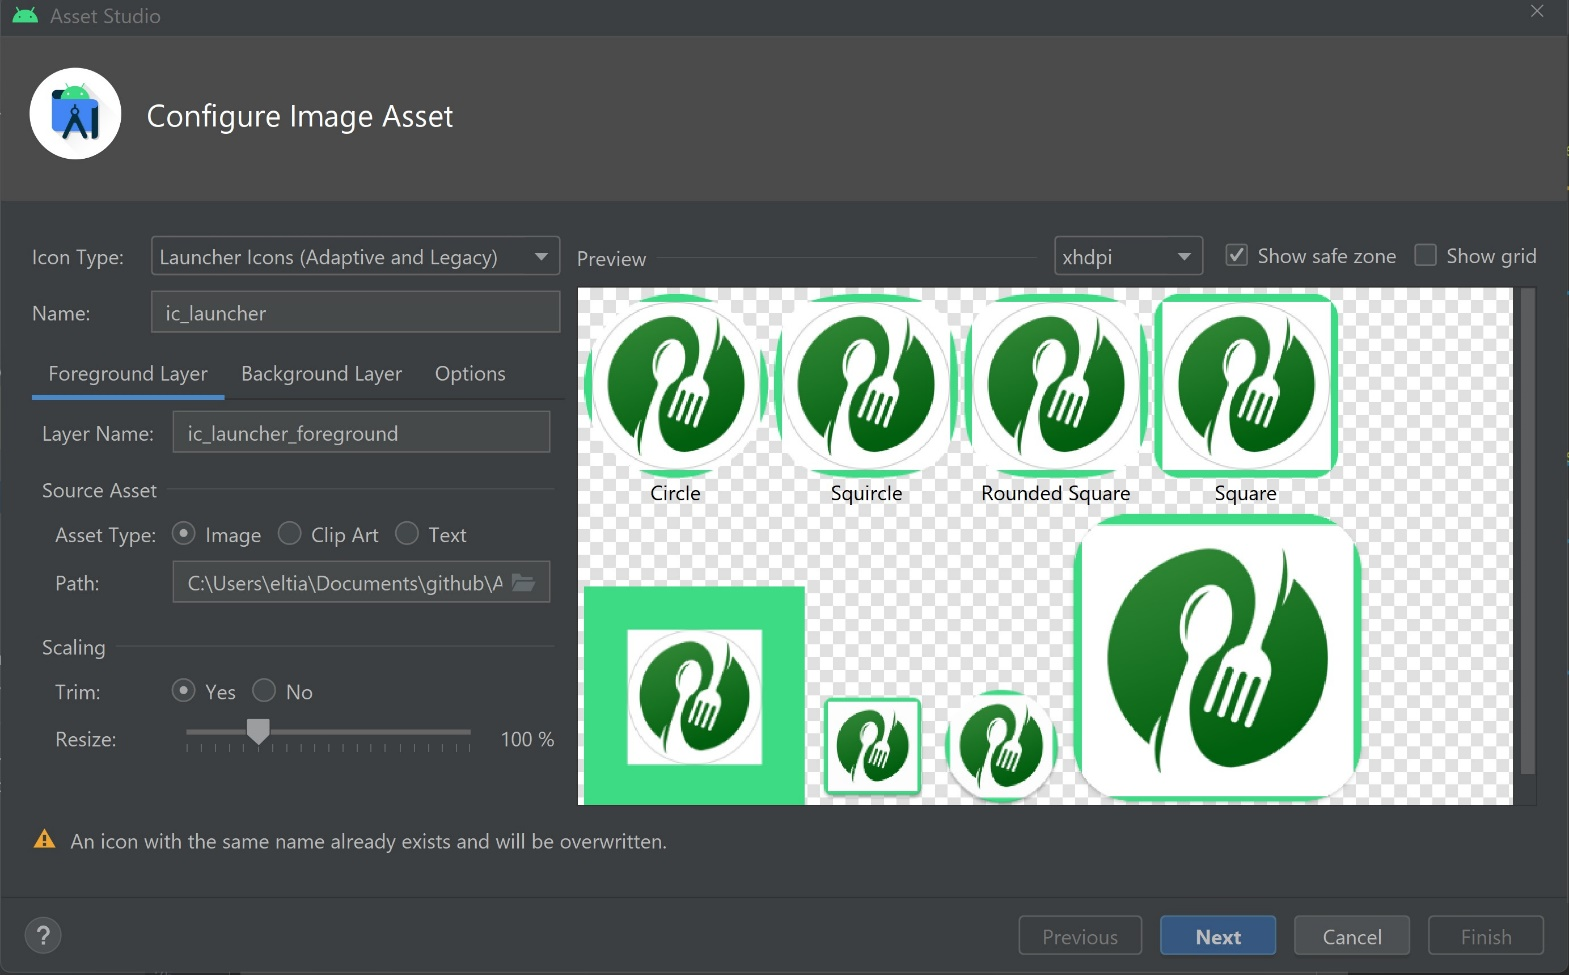 Asset Studio
Configure Image Asset
Icon Type: Launcher Icons (Adaptive and Legacy)
Name: ic_launcher
Foreground Layer Background Layer Options
Layer Name: ic_launcher_foreground
Source Asset
Asset Type: Image Clip Art Text
Path: C:\Users\eltia\Documents\github\A
Scaling
Trim: Yes No
Resize: 100 %
Preview xhdpi Show safe zone Show grid
Circle Squircle Rounded Square Square
An icon with the same name already exists and will be overwritten.
? Previous Next Cancel Finish